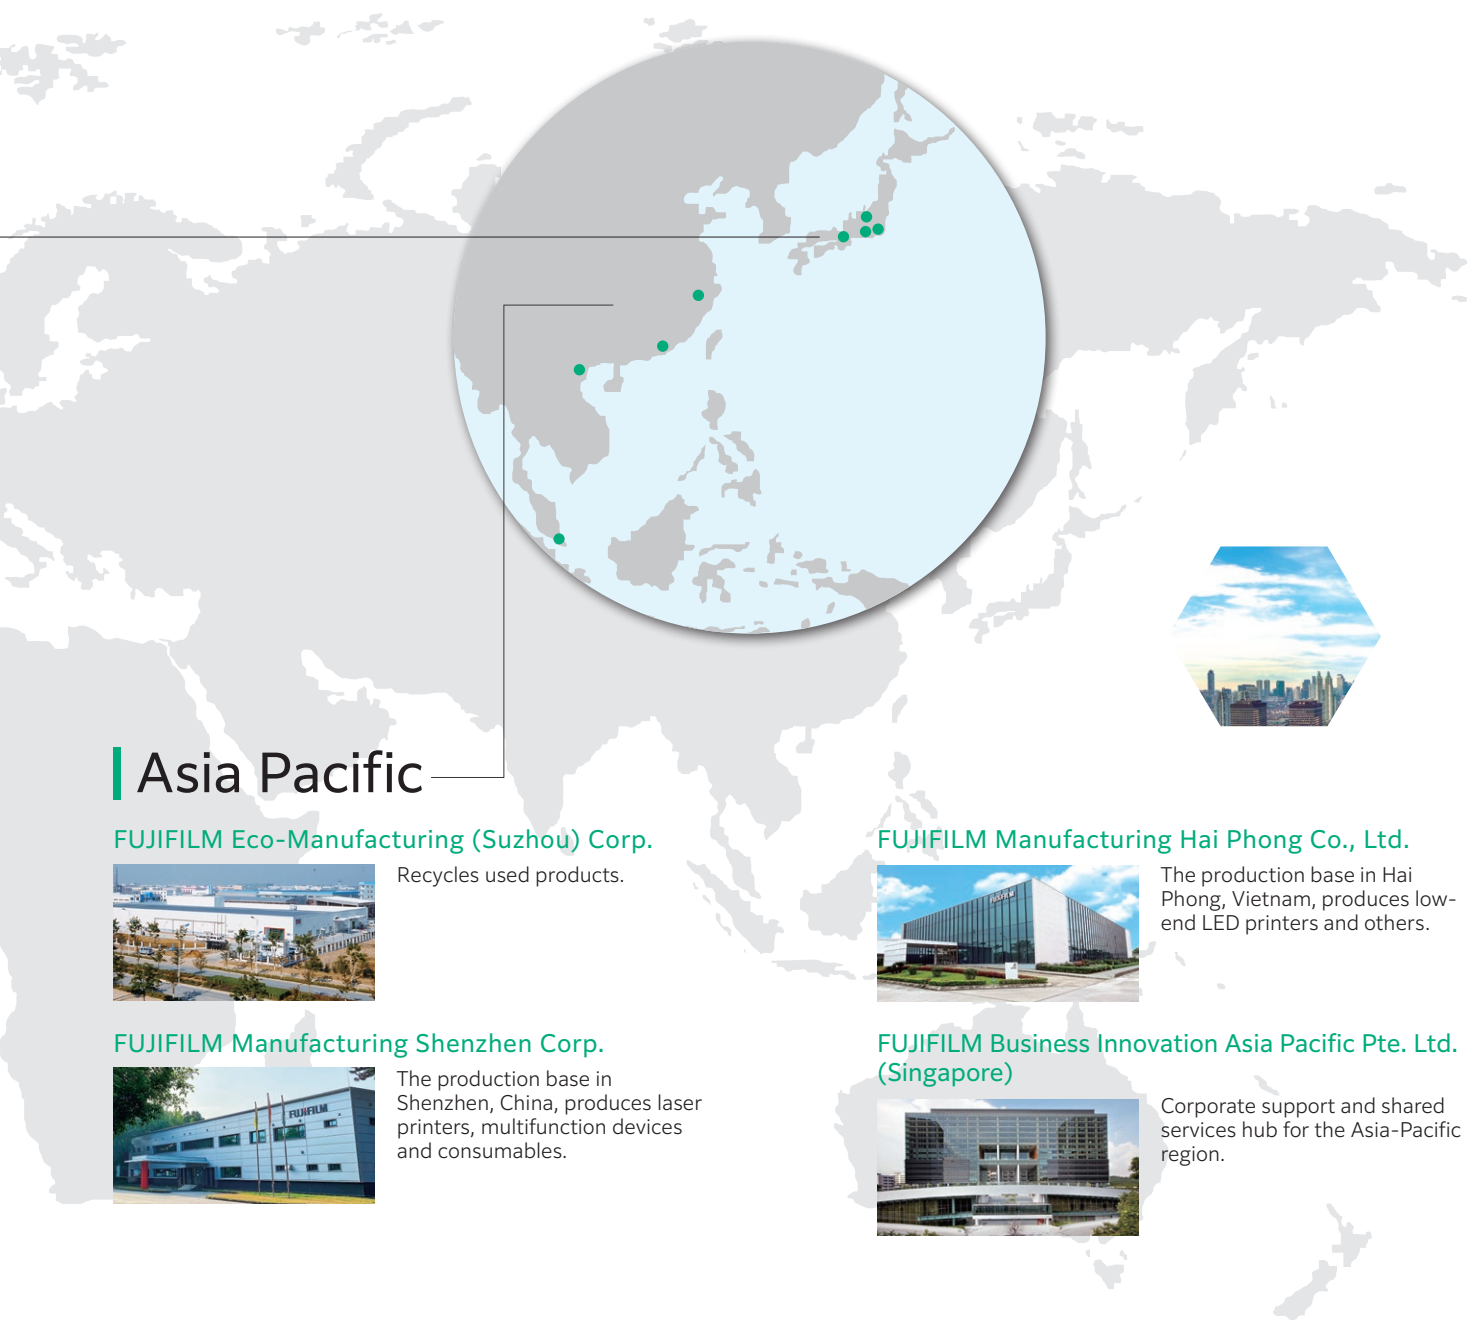 Asia Pacific
FUJIFILM Eco-Manufacturing (Suzhou) Corp.
Recycles used products.
FUJIFILM Manufacturing Shenzhen Corp.
FUJIFILM
The production base in
Shenzhen, China, produces laser
printers, multifunction devices
and consumables.
FUJIFILM Manufacturing Hai Phong Co., Ltd.
FUJIFILM
The production base in Hai
Phong, Vietnam, produces low-
end LED printers and others.
FUJIFILM Business Innovation Asia Pacific Pte. Ltd.
(Singapore)
Corporate support and shared
services hub for the Asia-Pacific
region.